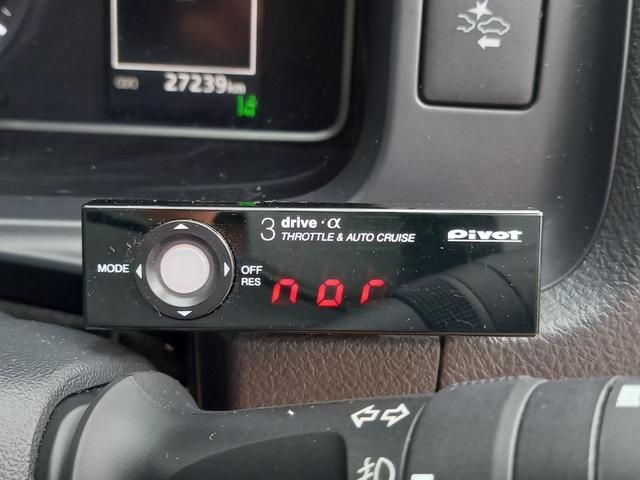 27239km
3 drive·α
THROTTLE & AUTO CRUISE
Pivot
MODE
OFF
RES
nor